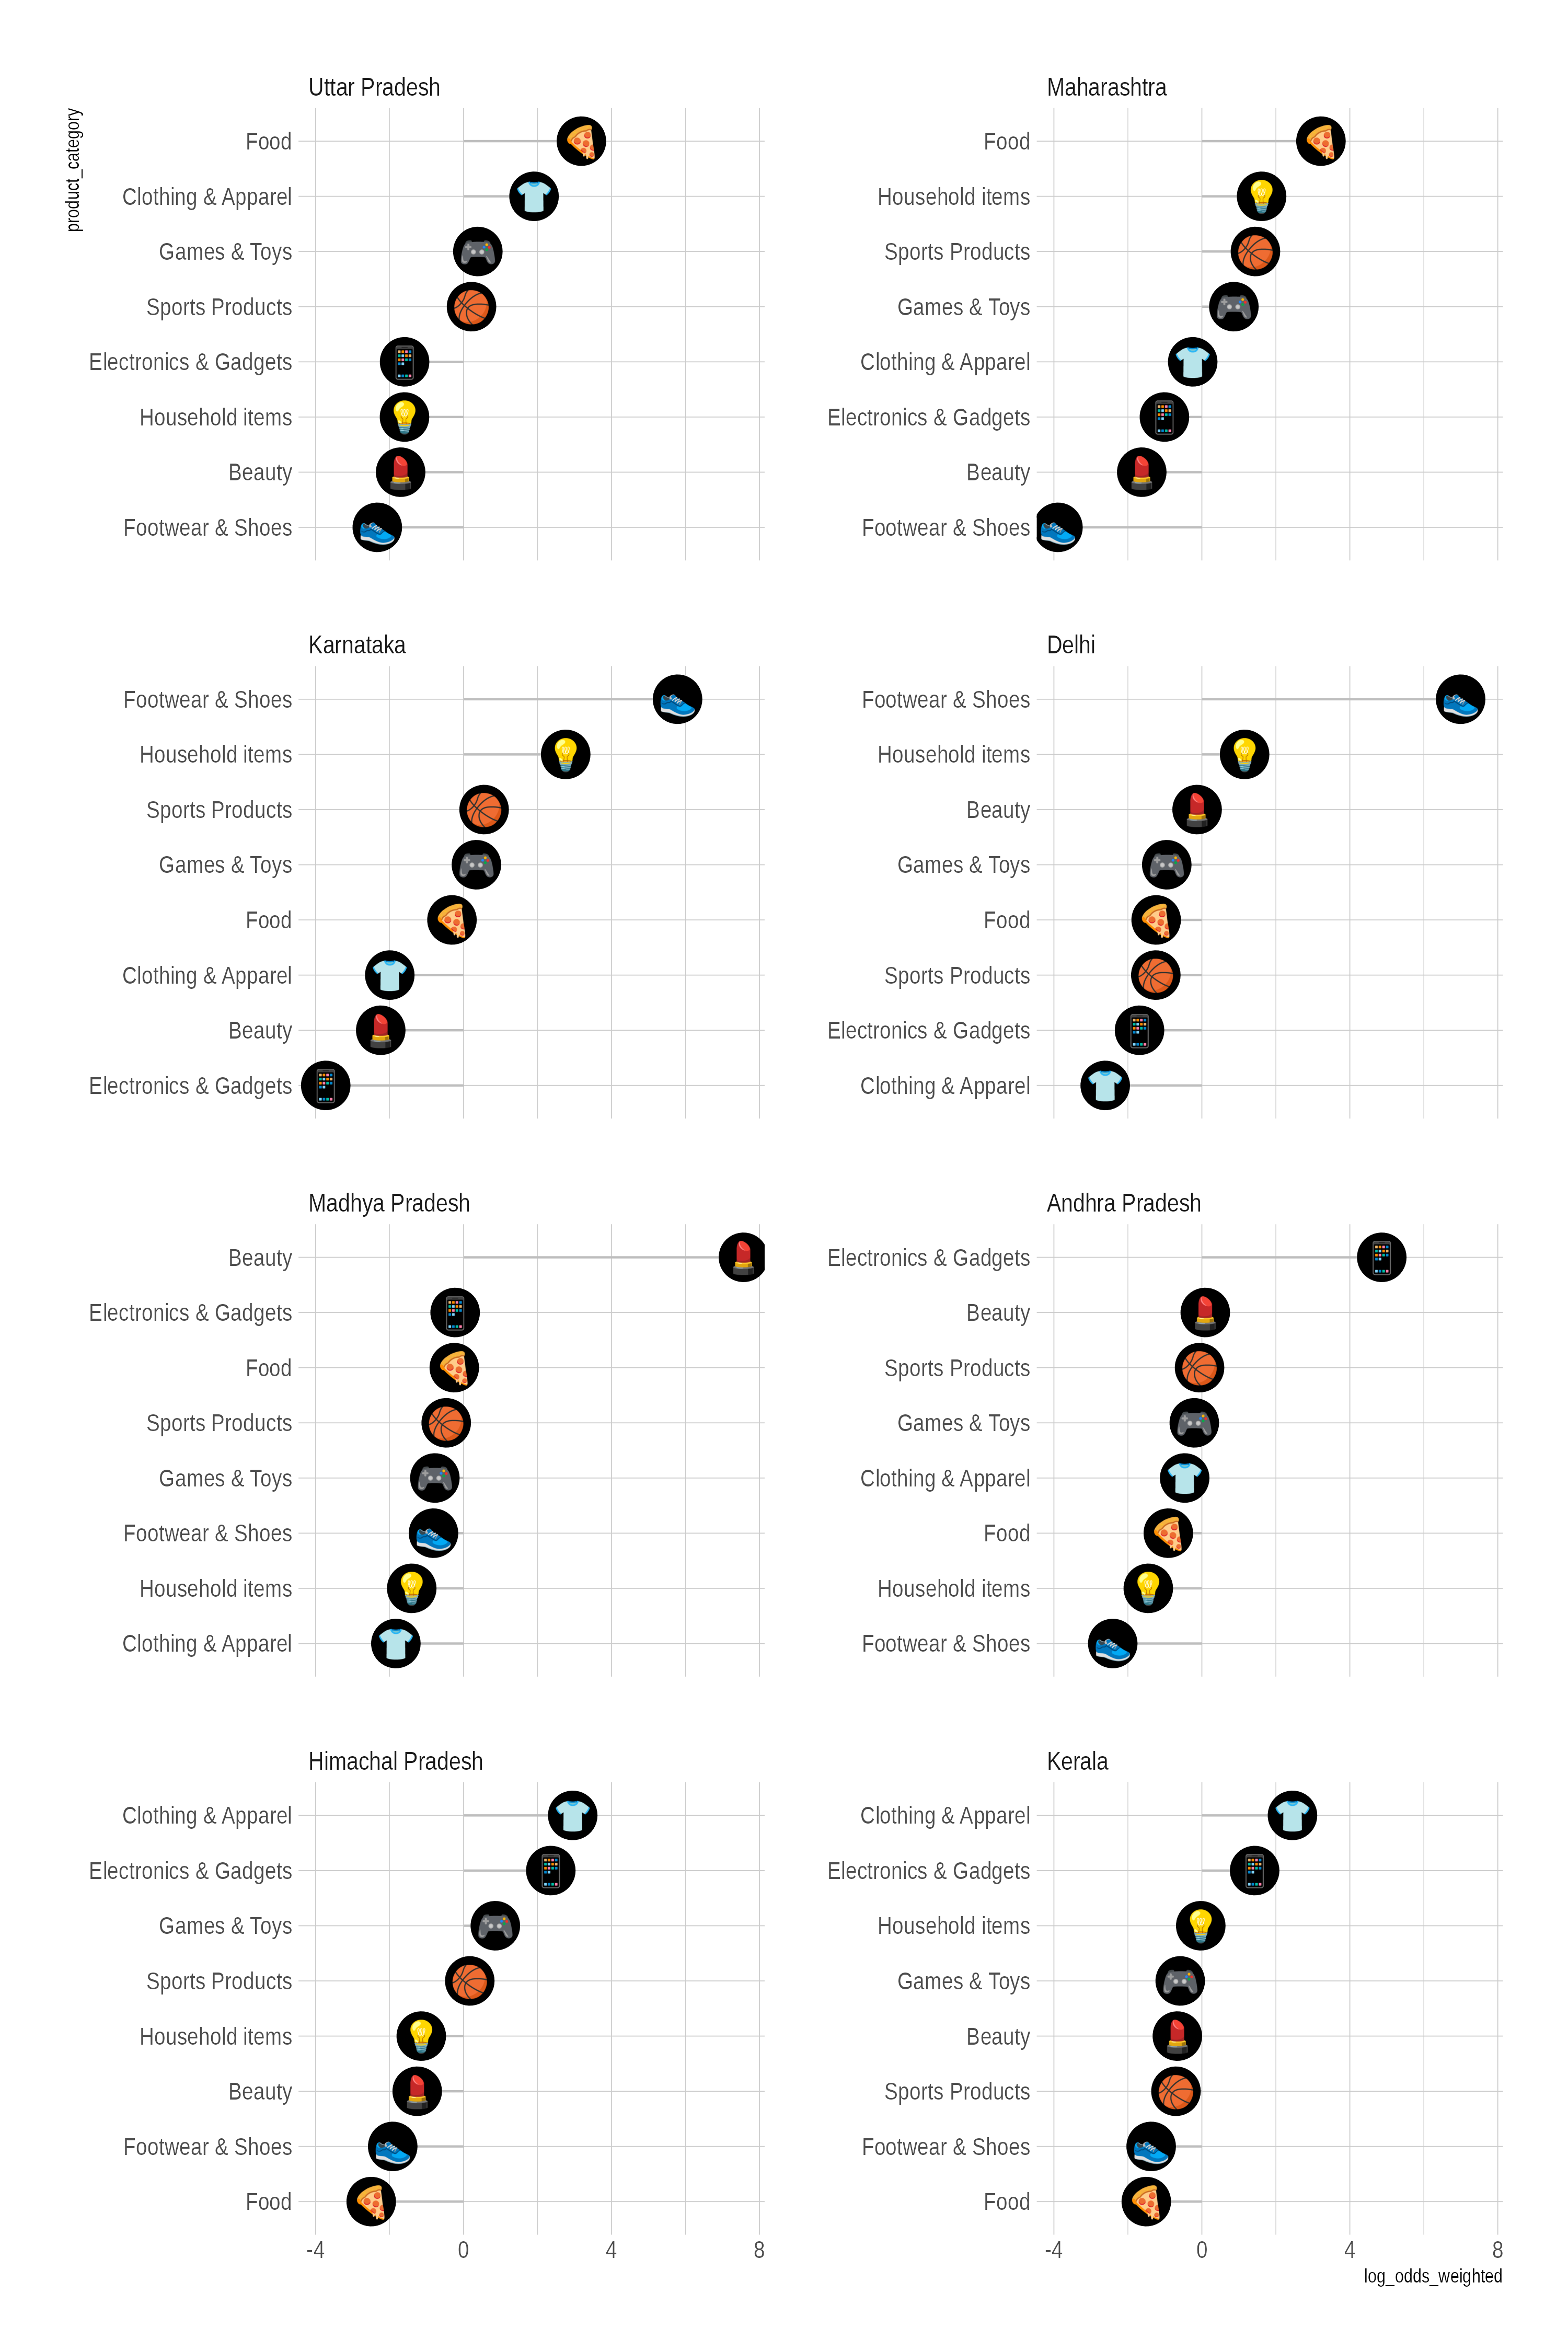 product_category
Uttar Pradesh
Food
Clothing & Apparel
Games & Toys
Sports Products
Electronics & Gadgets
Household items
Beauty
Footwear & Shoes
Maharashtra
Food
Household items
Sports Products
Games & Toys
Clothing & Apparel
Electronics & Gadgets
Beauty
Footwear & Shoes
Karnataka
Footwear & Shoes
Household items
Sports Products
Games & Toys
Food
Clothing & Apparel
Beauty
Electronics & Gadgets
Delhi
Footwear & Shoes
Household items
Beauty
Games & Toys
Food
Sports Products
Electronics & Gadgets
Clothing & Apparel
Madhya Pradesh
Beauty
Electronics & Gadgets
Food
Sports Products
Games & Toys
Footwear & Shoes
Household items
Clothing & Apparel
Andhra Pradesh
Electronics & Gadgets
Beauty
Sports Products
Games & Toys
Clothing & Apparel
Food
Household items
Footwear & Shoes
Himachal Pradesh
Clothing & Apparel
Electronics & Gadgets
Games & Toys
Sports Products
Household items
Beauty
Footwear & Shoes
Food
-4 0 4 8
Kerala
Clothing & Apparel
Electronics & Gadgets
Household items
Games & Toys
Beauty
Sports Products
Footwear & Shoes
Food
-4 0 4 8
log_odds_weighted